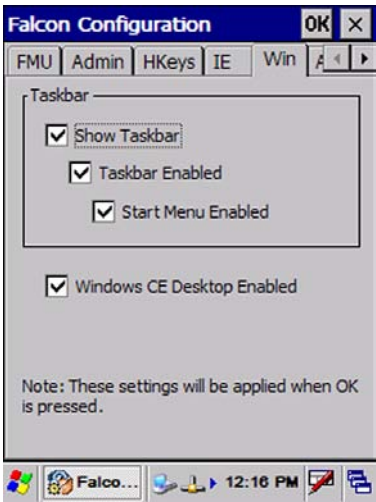 Falcon Configuration OK
FMU Admin HKeys IE Win
Taskbar
Show Taskbar
Taskbar Enabled
Start Menu Enabled
Windows CE Desktop Enabled
Note: These settings will be applied when OK
is pressed.
Falco... 12:16 PM